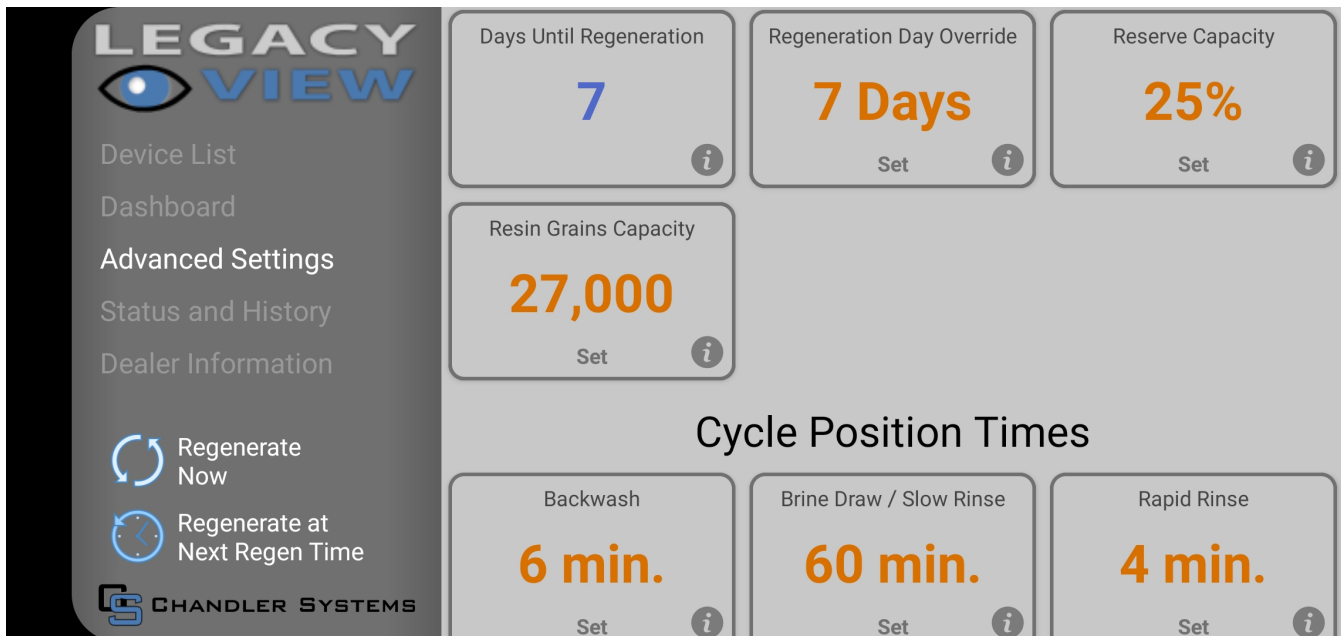 LEGACY
VIEW
Device List
Dashboard
Advanced Settings
Status and History
Dealer Information
Regenerate
Now
Regenerate at
Next Regen Time
CS CHANDLER SYSTEMS
Days Until Regeneration
7
i
Regeneration Day Override
7 Days
Set i
Reserve Capacity
25%
Set i
Resin Grains Capacity
27,000
Set i
Cycle Position Times
Backwash
6 min.
Set i
Brine Draw / Slow Rinse
60 min.
Set i
Rapid Rinse
4 min.
Set i